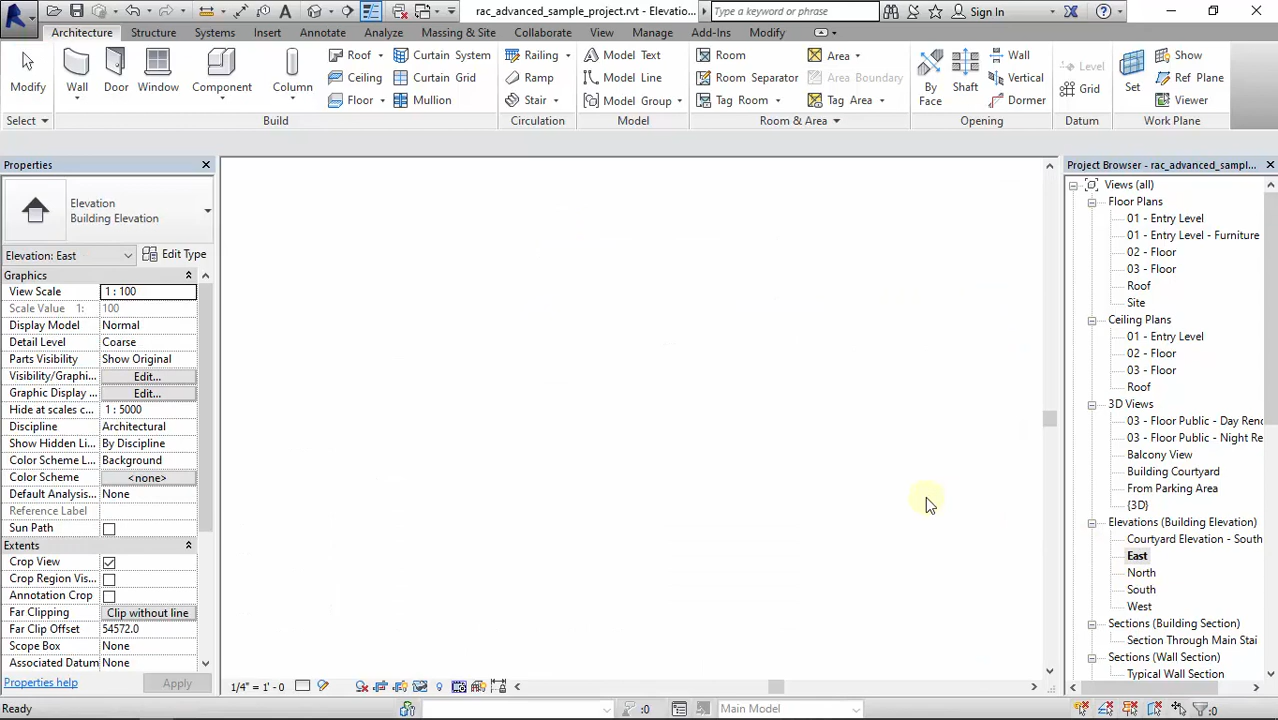 rac_advanced_sample_project.rvt - Elevatio...
Type a keyword or phrase
Sign In
Architecture Structure Systems Insert Annotate Analyze Massing & Site Collaborate View Manage Add-Ins Modify
Modify
Wall
Door
Window
Component
Column
Roof
Ceiling
Floor
Curtain System
Curtain Grid
Mullion
Railing
Ramp
Stair
Model Text
Model Line
Model Group
Room
Room Separator
Tag Room
Area
Area Boundary
Tag Area
By Face
Shaft
Wall
Vertical
Dormer
Level
Grid
Set
Show
Ref Plane
Viewer
Select
Build
Circulation
Model
Room & Area
Opening
Datum
Work Plane
Properties
Elevation
Building Elevation
Elevation: East
Edit Type
Graphics
View Scale 1 : 100
Scale Value 1: 100
Display Model Normal
Detail Level Coarse
Parts Visibility Show Original
Visibility/Graphi... Edit...
Graphic Display ... Edit...
Hide at scales c... 1 : 5000
Discipline Architectural
Show Hidden Li... By Discipline
Color Scheme L... Background
Color Scheme <none>
Default Analysis... None
Reference Label
Sun Path
Extents
Crop View
Crop Region Vis...
Annotation Crop
Far Clipping Clip without line
Far Clip Offset 54572.0
Scope Box None
Associated Datum None
Properties help
Apply
1/4" = 1' - 0
Project Browser - rac_advanced_sampl...
Views (all)
Floor Plans
01 - Entry Level
01 - Entry Level - Furniture
02 - Floor
03 - Floor
Roof
Site
Ceiling Plans
01 - Entry Level
02 - Floor
03 - Floor
Roof
3D Views
03 - Floor Public - Day Ren
03 - Floor Public - Night Re
Balcony View
Building Courtyard
From Parking Area
{3D}
Elevations (Building Elevation)
Courtyard Elevation - South
East
North
South
West
Sections (Building Section)
Section Through Main Stai
Sections (Wall Section)
Typical Wall Section
Ready
:0
Main Model
:0